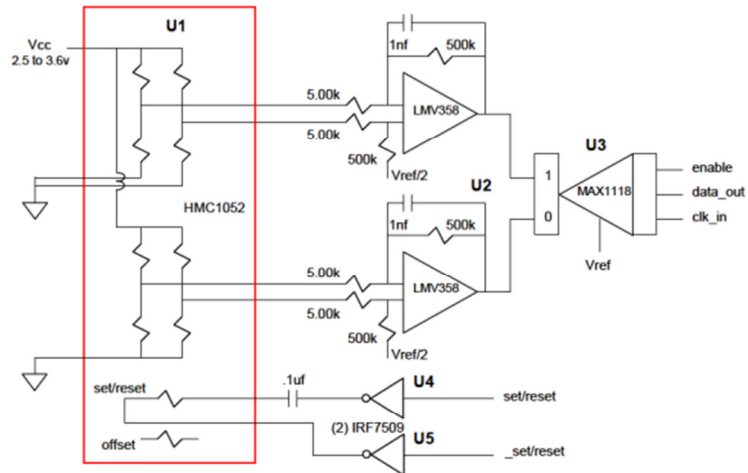 U1
Vcc
2.5 to 3.6v
HMC1052
1nf
500k
5.00k
5.00k
LMV358
500k
Vref/2
U2
1nf
500k
5.00k
5.00k
LMV358
500k
Vref/2
U3
1
0
MAX1118
enable
data_out
clk_in
Vref
set/reset
offset
.1uf
U4
set/reset
(2) IRF7509
U5
_set/reset